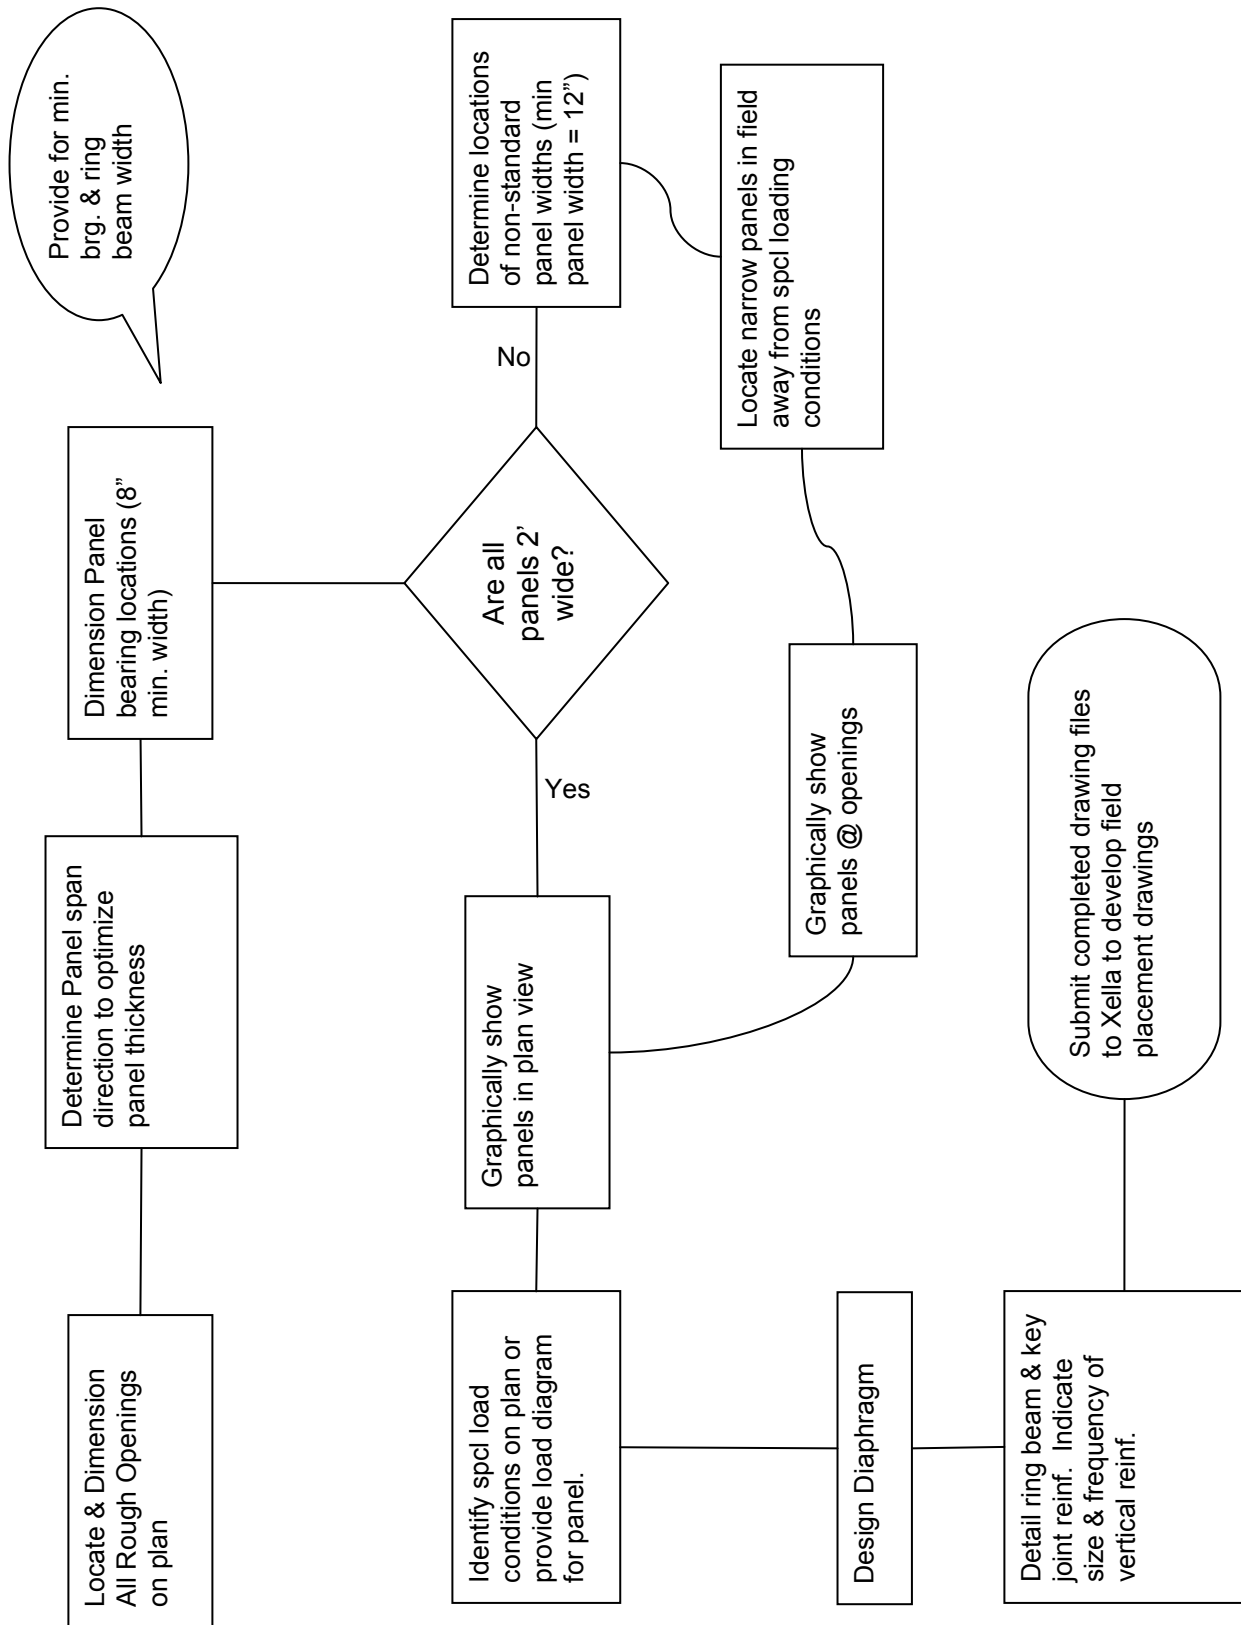 Locate & Dimension
All Rough Openings
on plan
Determine Panel span
direction to optimize
panel thickness
Dimension Panel
bearing locations (8”
min. width)
Provide for min.
brg. & ring
beam width
Are all
panels 2’
wide?
No
Yes
Determine locations
of non-standard
panel widths (min
panel width = 12”)
Locate narrow panels in field
away from spcl loading
conditions
Graphically show
panels @ openings
Graphically show
panels in plan view
Identify spcl load
conditions on plan or
provide load diagram
for panel.
Design Diaphragm
Detail ring beam & key
joint reinf. Indicate
size & frequency of
vertical reinf.
Submit completed drawing files
to Xella to develop field
placement drawings